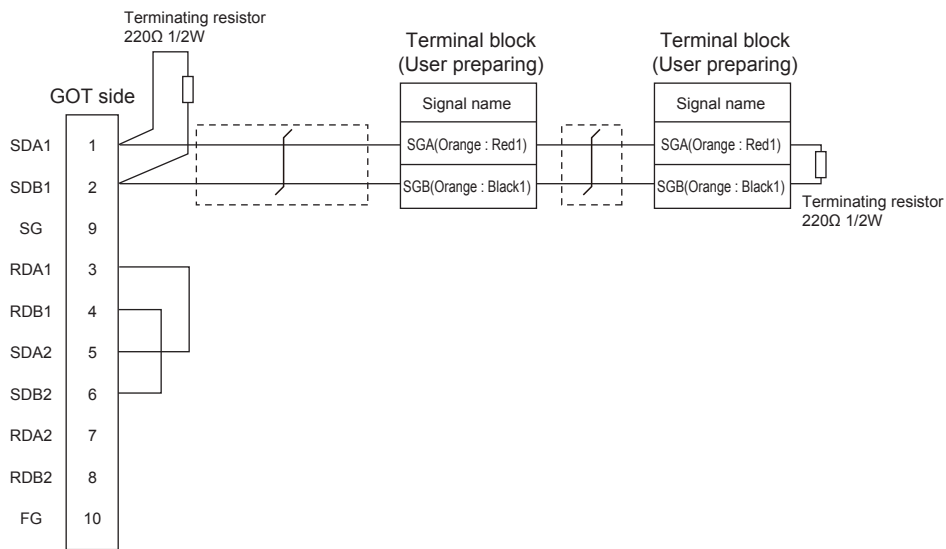 Terminating resistor
220Ω 1/2W
GOT side
Terminal block
(User preparing)
Terminal block
(User preparing)
Signal name
Signal name
SDA1 1
SGA(Orange : Red1)
SGA(Orange : Red1)
SDB1 2
SGB(Orange : Black1)
SGB(Orange : Black1)
Terminating resistor
220Ω 1/2W
SG 9
RDA1 3
RDB1 4
SDA2 5
SDB2 6
RDA2 7
RDB2 8
FG 10